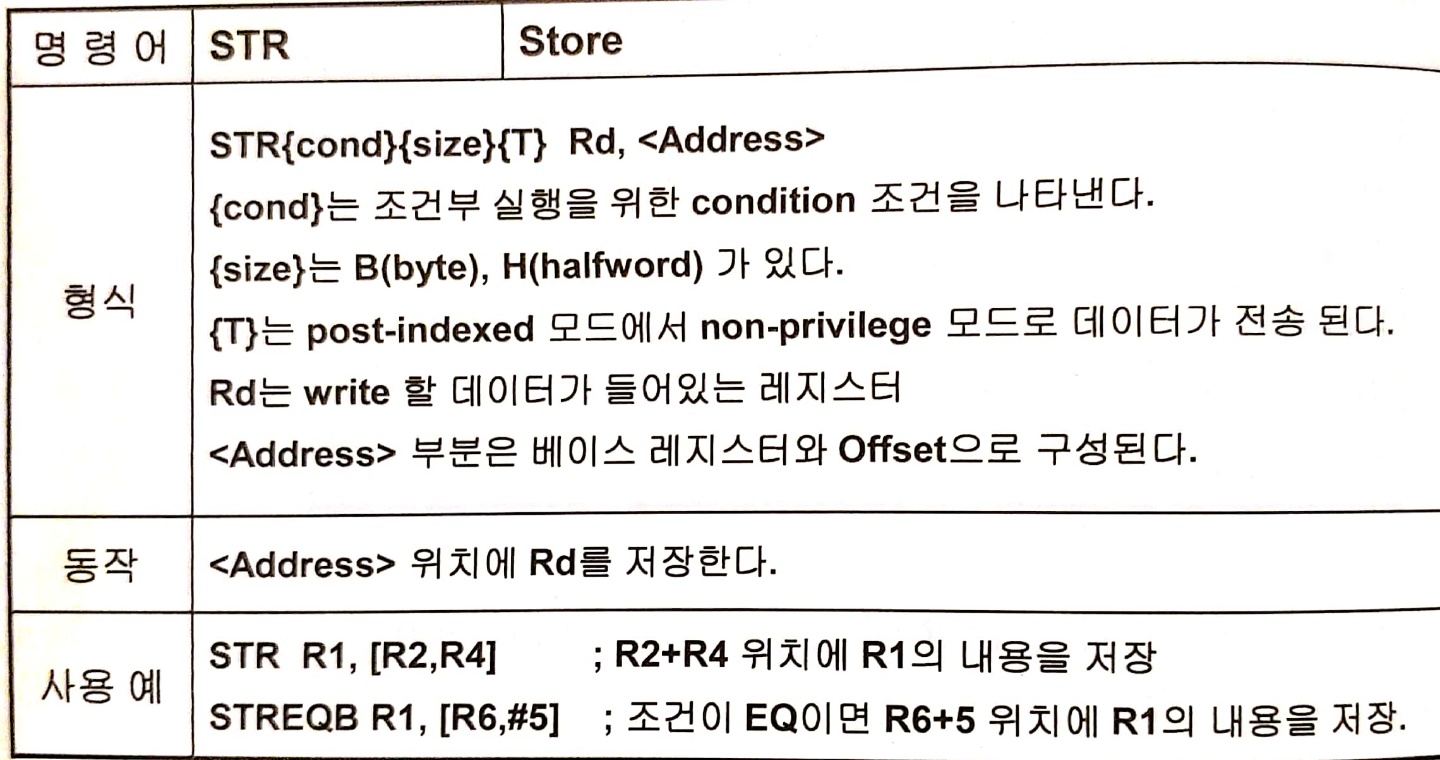 명 령 어 STR Store
형식
STR{cond}{size}{T} Rd, <Address>
{cond}는 조건부 실행을 위한 condition 조건을 나타낸다.
{size}는 B(byte), H(halfword) 가 있다.
{T}는 post-indexed 모드에서 non-privilege 모드로 데이터가 전송 된다.
Rd는 write 할 데이터가 들어있는 레지스터
<Address> 부분은 베이스 레지스터와 Offset으로 구성된다.
동작 <Address> 위치에 Rd를 저장한다.
사용 예
STR R1, [R2,R4] ; R2+R4 위치에 R1의 내용을 저장
STREQB R1, [R6,#5] ; 조건이 EQ이면 R6+5 위치에 R1의 내용을 저장.